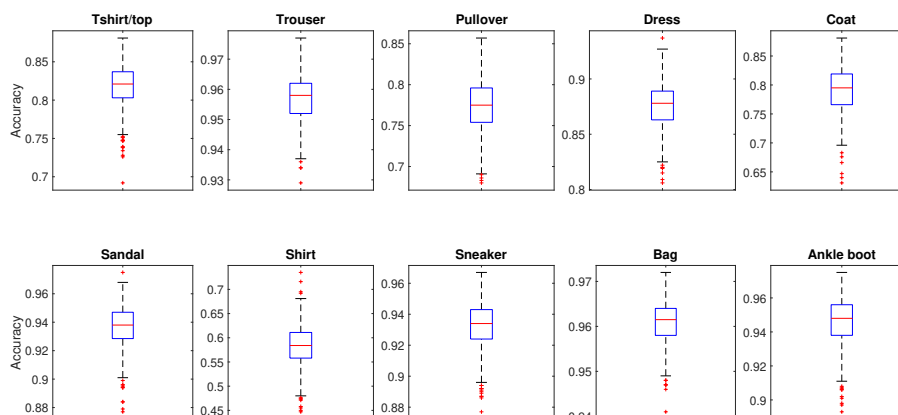 Tshirt/top Trouser Pullover Dress Coat
0.85 0.8 0.75 0.7
Accuracy
0.97 0.96 0.95 0.94 0.93
0.85 0.8 0.75 0.7
0.9 0.85 0.8
0.85 0.8 0.75 0.7 0.65
Sandal Shirt Sneaker Bag Ankle boot
0.96 0.94 0.92 0.9 0.88
Accuracy
0.7 0.6 0.5 0.45
0.96 0.94 0.92 0.9 0.88
0.97 0.96 0.95 0.94
0.96 0.94 0.92 0.9